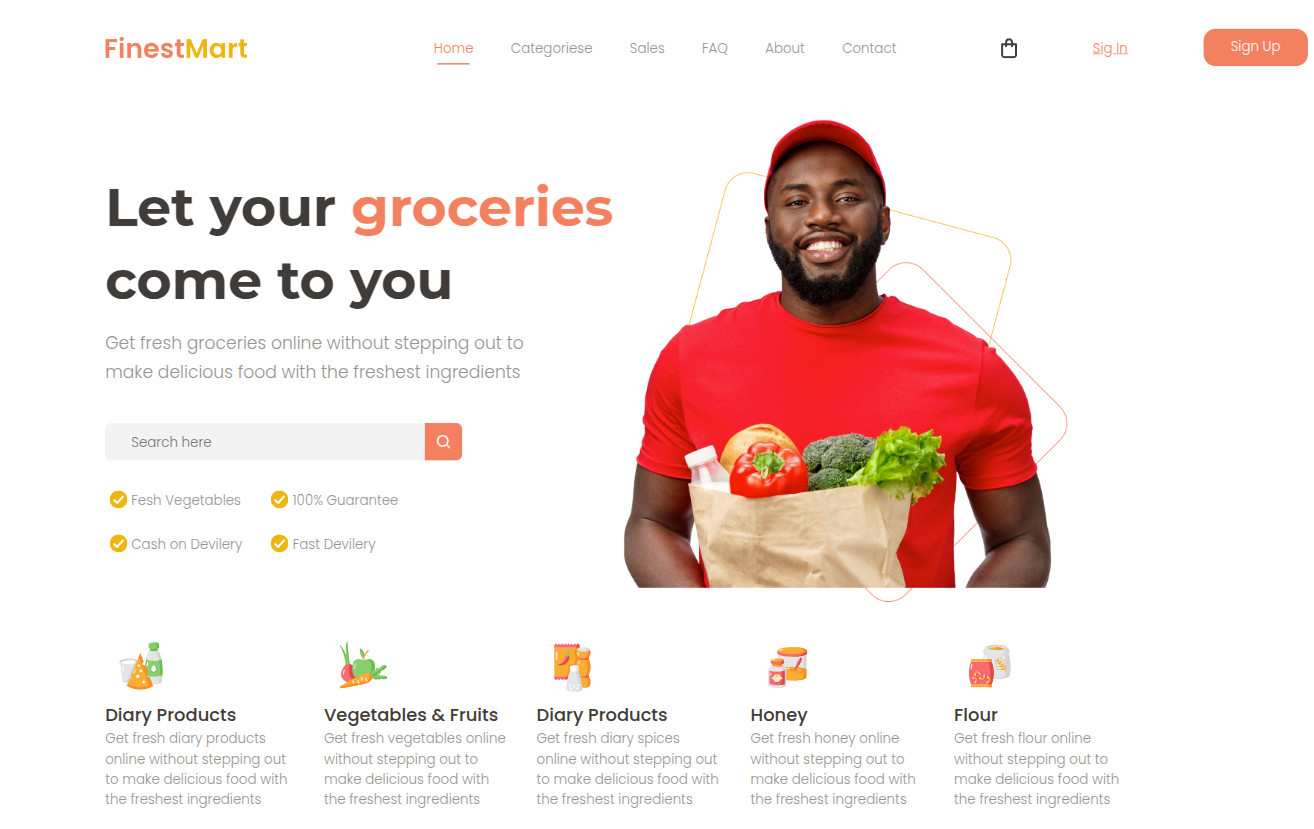 FinestMart
Home Categoriese Sales FAQ About Contact Sig In Sign Up
Let your groceries
come to you
Get fresh groceries online without stepping out to
make delicious food with the freshest ingredients
Search here
Fesh Vegetables 100% Guarantee
Cash on Devilery Fast Devilery
Diary Products
Get fresh diary products
online without stepping out
to make delicious food with
the freshest ingredients
Vegetables & Fruits
Get fresh vegetables online
without stepping out to
make delicious food with
the freshest ingredients
Diary Products
Get fresh diary spices
online without stepping out
to make delicious food with
the freshest ingredients
Honey
Get fresh honey online
without stepping out to
make delicious food with
the freshest ingredients
Flour
Get fresh flour online
without stepping out to
make delicious food with
the freshest ingredients